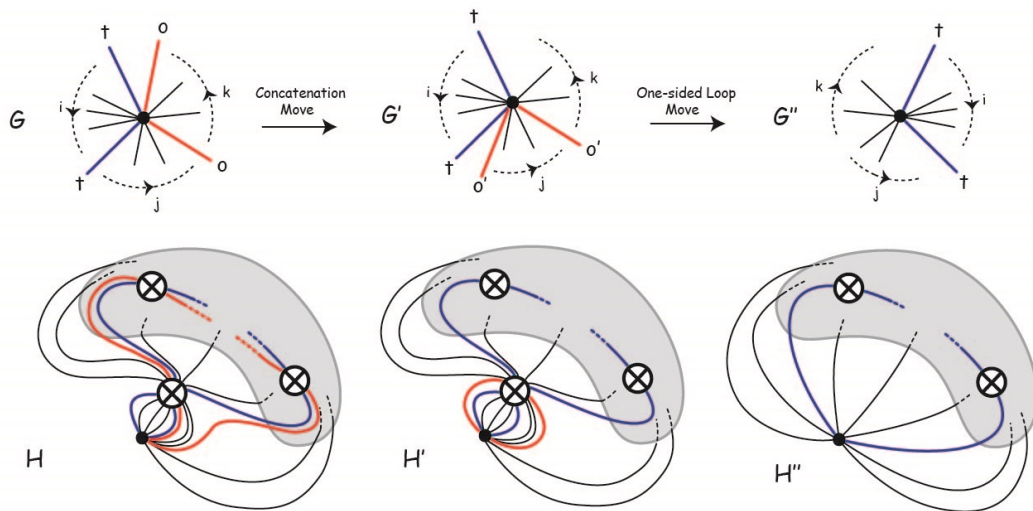 t o
i k
G
t o
j
Concatenation
Move
t
i k
G'
t o'
o' j
One-sided Loop
Move
t
k i
G''
t
j
H
H'
H''